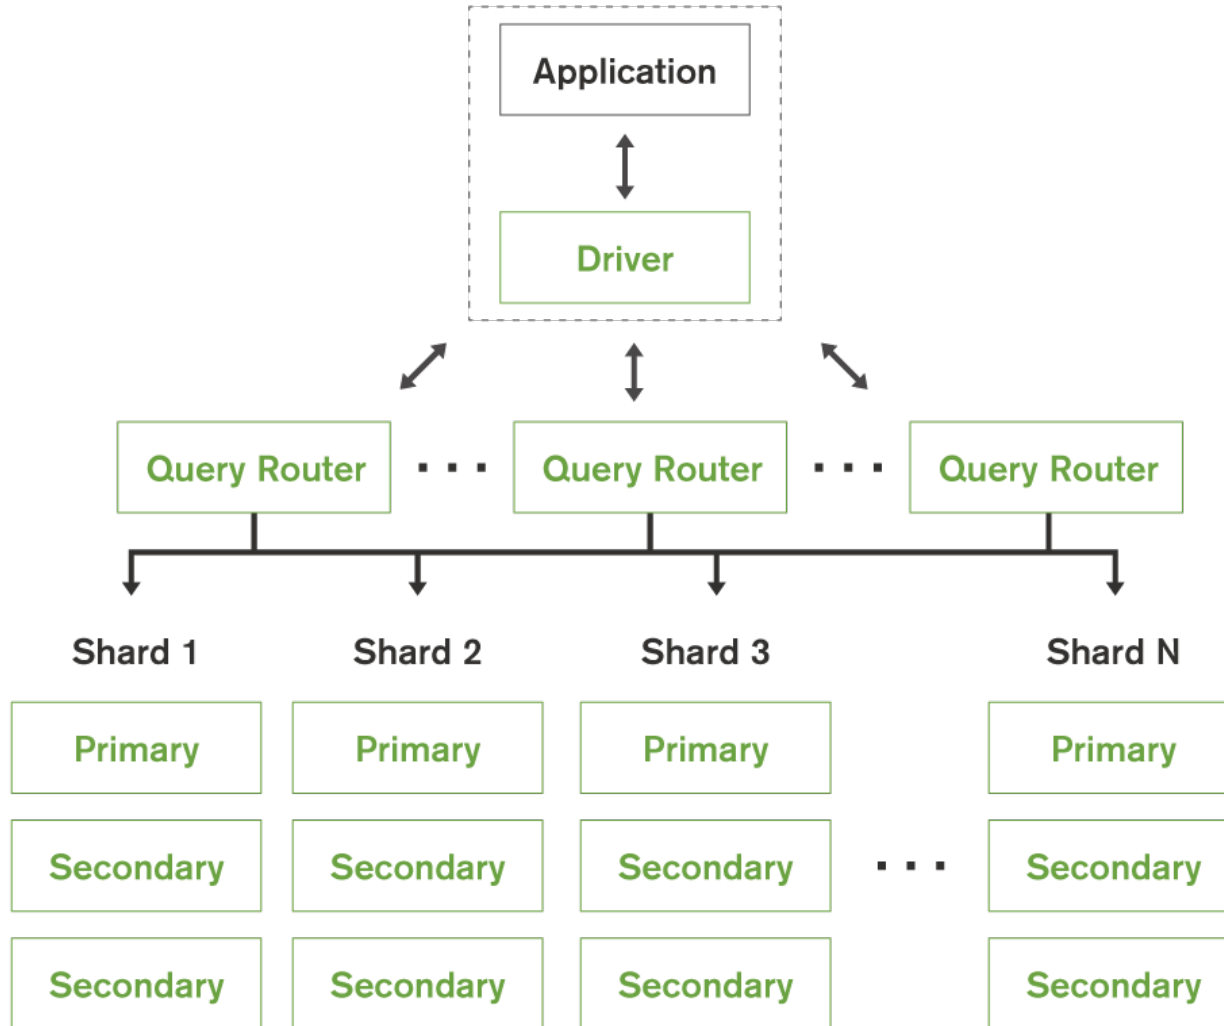 Application
Driver
Query Router ... Query Router ... Query Router
Shard 1 Shard 2 Shard 3 Shard N
Primary Primary Primary Primary
Secondary Secondary Secondary ... Secondary
Secondary Secondary Secondary Secondary